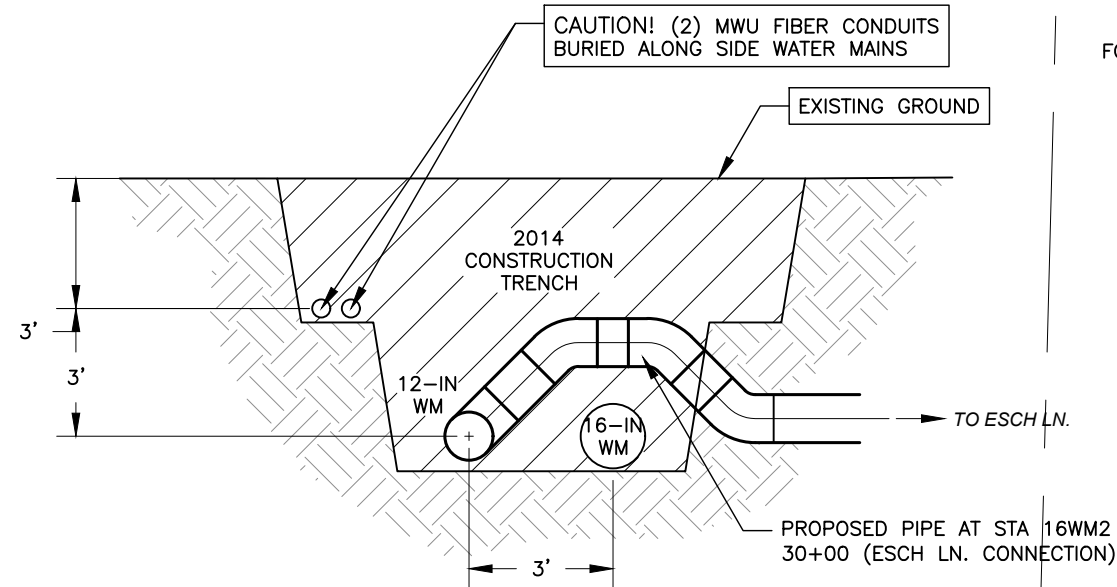 CAUTION! (2) MWU FIBER CONDUITS
BURIED ALONG SIDE WATER MAINS
EXISTING GROUND
2014
CONSTRUCTION
TRENCH
3'
3'
12-IN
WM
16-IN
WM
TO ESCH LN.
PROPOSED PIPE AT STA 16WM2
30+00 (ESCH LN. CONNECTION)
3'